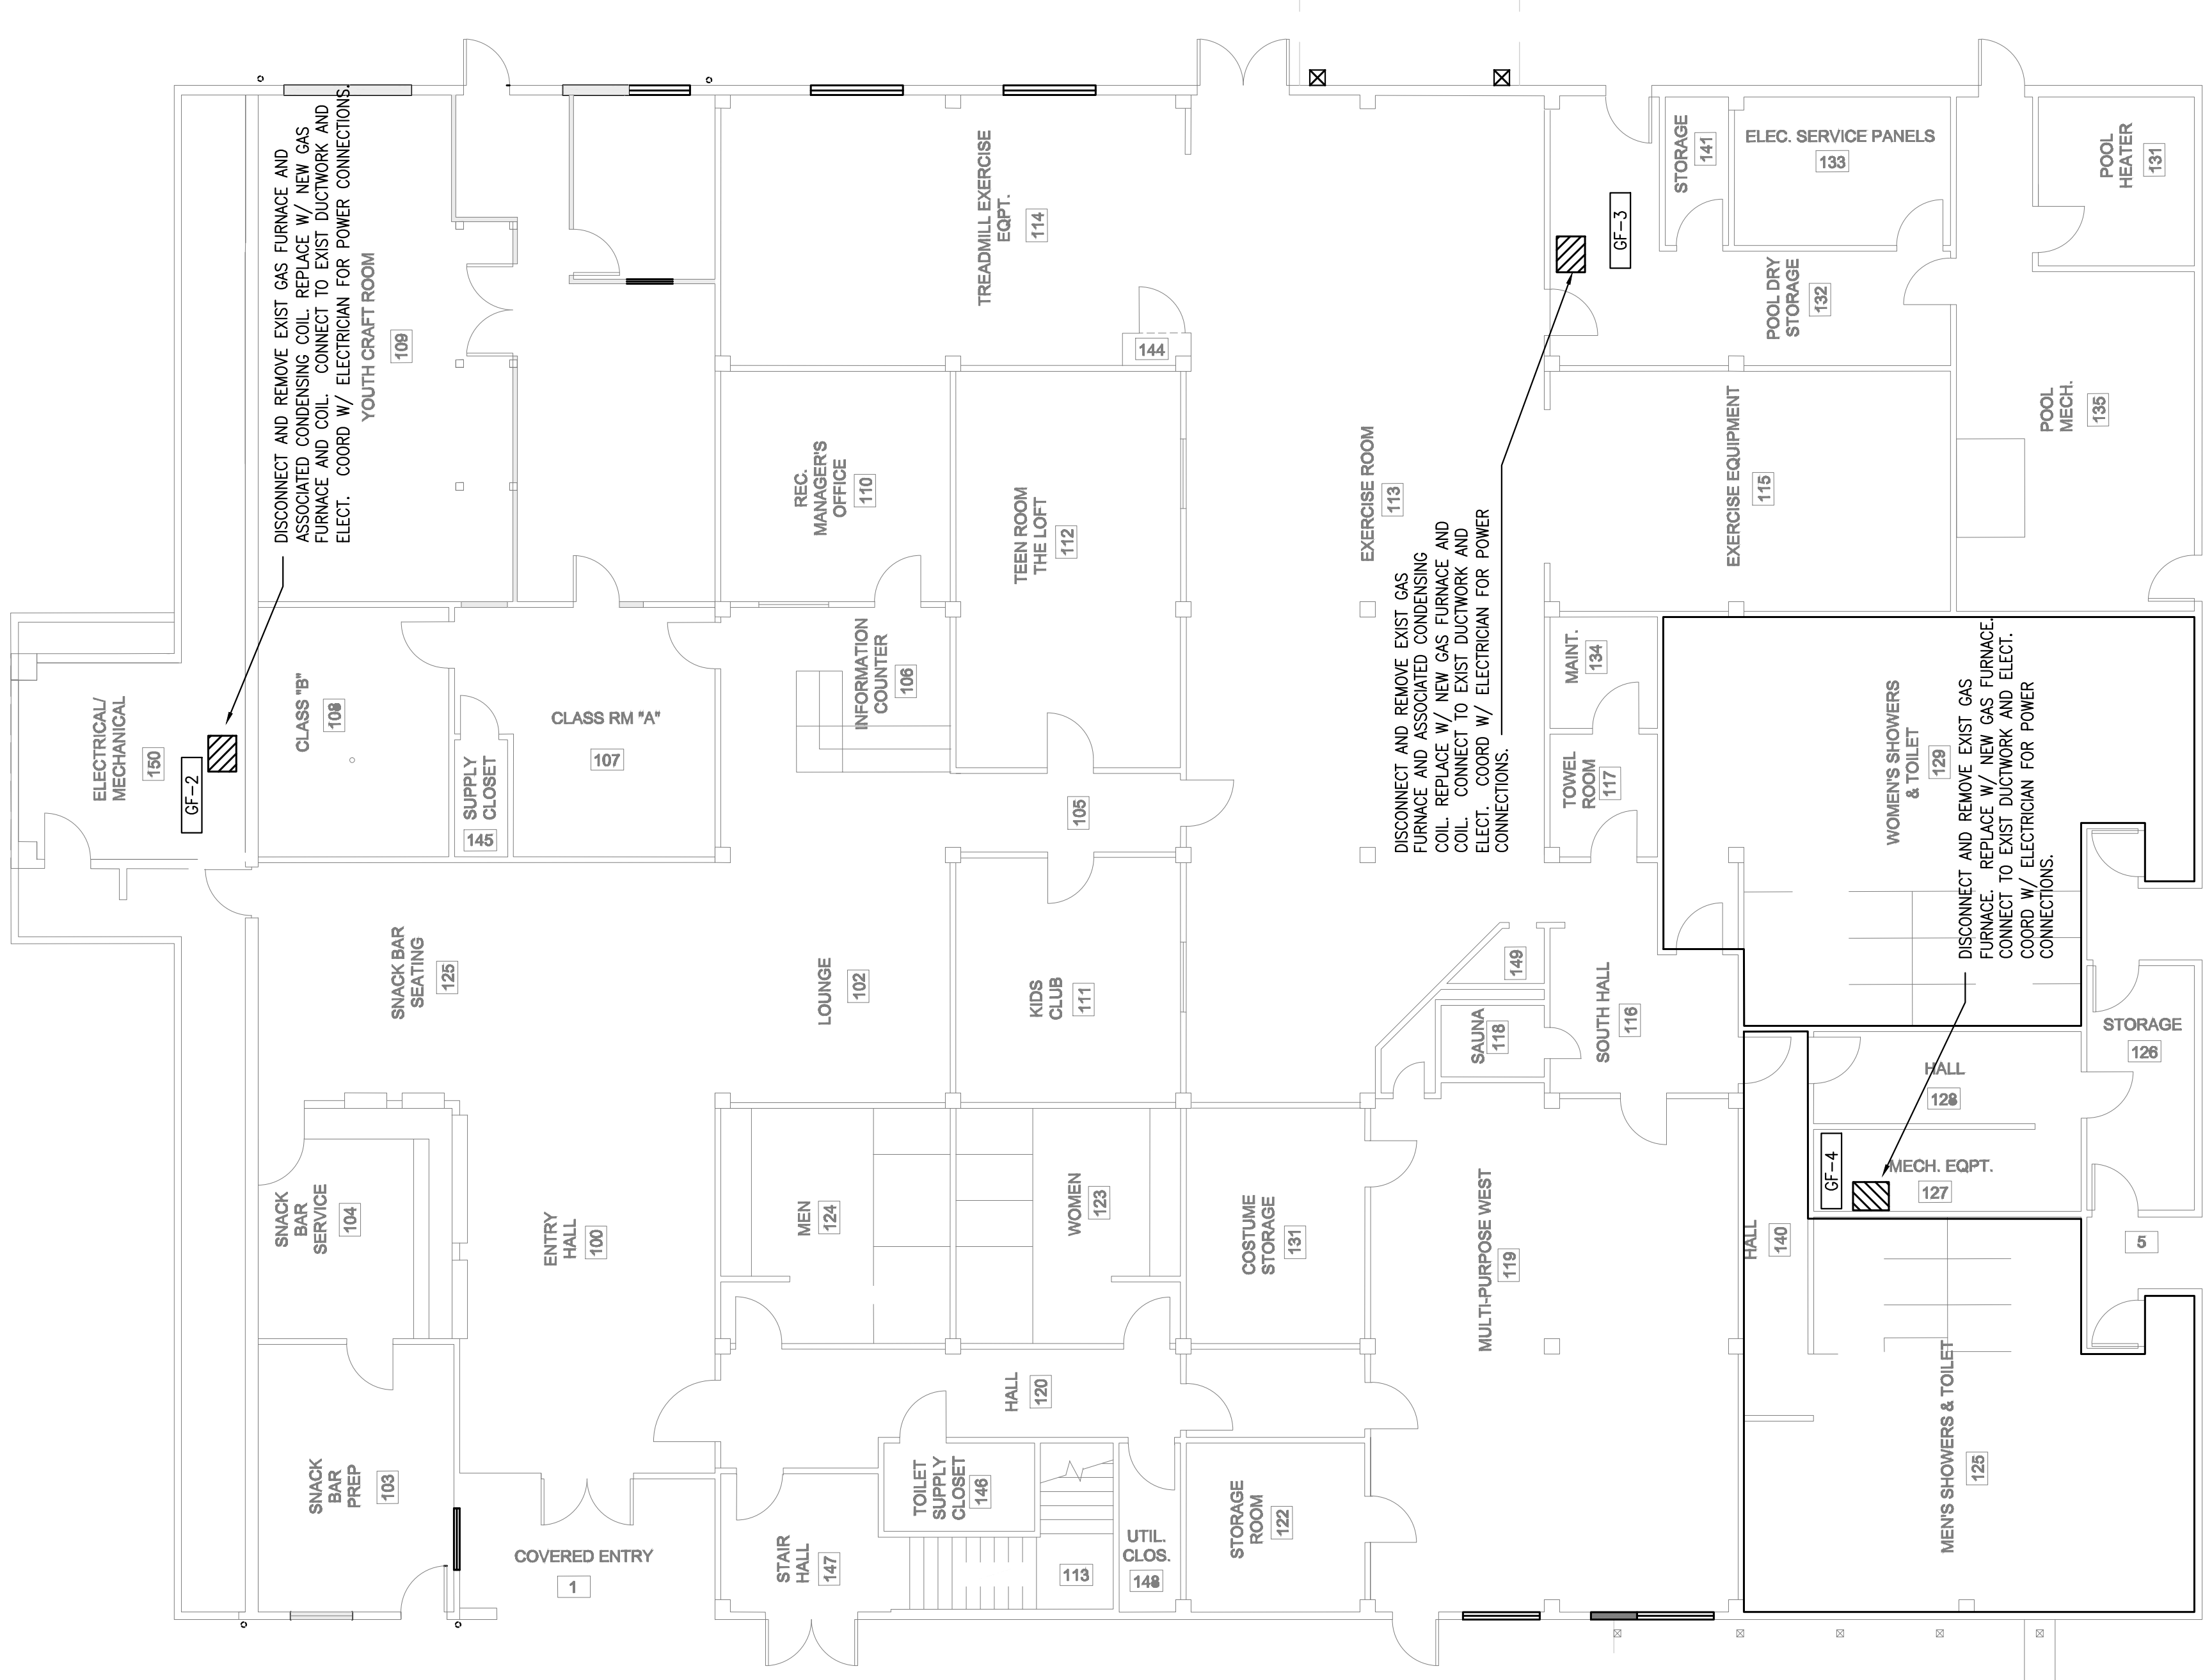 DISCONNECT AND REMOVE EXIST GAS FURNACE AND
ASSOCIATED CONDENSING COIL. REPLACE W/ NEW GAS
FURNACE AND COIL. CONNECT TO EXIST DUCTWORK AND
ELECT. COORD W/ ELECTRICIAN FOR POWER CONNECTIONS.
YOUTH CRAFT ROOM
109
ELECTRICAL/
MECHANICAL
150
GF-2
CLASS "B"
108
SUPPLY
CLOSET
145
CLASS RM "A"
107
REC.
MANAGER'S
OFFICE
110
INFORMATION
COUNTER
106
TREADMILL EXERCISE
EQPT.
114
144
TEEN ROOM
THE LOFT
112
105
EXERCISE ROOM
113
DISCONNECT AND REMOVE EXIST GAS
FURNACE AND ASSOCIATED CONDENSING
COIL. REPLACE W/ NEW GAS FURNACE AND
COIL. CONNECT TO EXIST DUCTWORK AND
ELECT. COORD W/ ELECTRICIAN FOR POWER
CONNECTIONS.
GF-3
STORAGE
141
ELEC. SERVICE PANELS
133
POOL
HEATER
131
POOL DRY
STORAGE
132
EXERCISE EQUIPMENT
115
POOL
MECH.
135
MAINT.
134
TOWEL
ROOM
117
WOMEN'S SHOWERS
& TOILET
129
DISCONNECT AND REMOVE EXIST GAS
FURNACE. REPLACE W/ NEW GAS FURNACE.
CONNECT TO EXIST DUCTWORK AND ELECT.
COORD W/ ELECTRICIAN FOR POWER
CONNECTIONS.
SNACK BAR
SEATING
125
LOUNGE
102
KIDS
CLUB
111
149
SAUNA
118
SOUTH HALL
116
STORAGE
126
HALL
128
GF-4
MECH. EQPT.
127
HALL
140
5
SNACK
BAR
SERVICE
104
ENTRY
HALL
100
MEN
124
WOMEN
123
COSTUME
STORAGE
131
MULTI-PURPOSE WEST
119
HALL
120
SNACK
BAR
PREP
103
COVERED ENTRY
1
STAIR
HALL
147
TOILET
SUPPLY
CLOSET
146
113
UTIL.
CLOS.
148
STORAGE
ROOM
122
MEN'S SHOWERS & TOILET
125